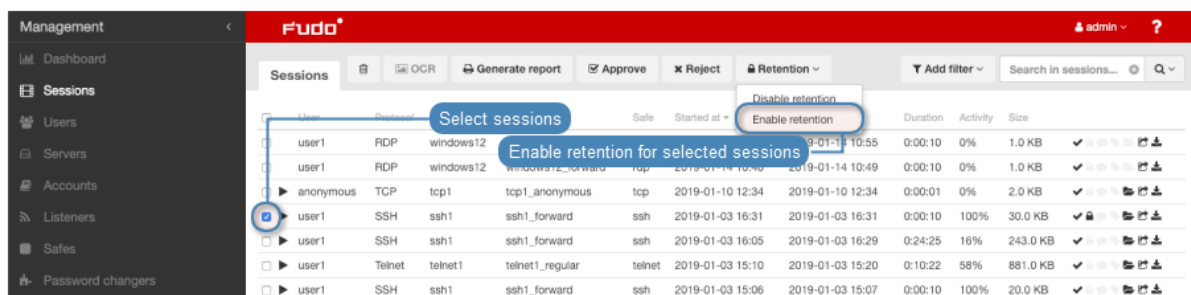 Management < Fudo admin ?
Dashboard
Sessions OCR Generate report Approve Reject Retention Add filter Search in sessions...
Sessions
Disable retention
Users User Protocol Select sessions Safe Started at Enable retention Duration Activity Size
user1 RDP windows12 Enable retention for selected sessions 2019-01-14 10:55 0:00:10 0% 1.0 KB
Servers
user1 RDP windows12 windows12_forward rdp 2019-01-14 10:48 2019-01-14 10:49 0:00:10 0% 1.0 KB
Accounts anonymous TCP tcp1 tcp1_anonymous tcp 2019-01-10 12:34 2019-01-10 12:34 0:00:01 0% 2.0 KB
Listeners user1 SSH ssh1 ssh1_forward ssh 2019-01-03 16:31 2019-01-03 16:31 0:00:10 100% 30.0 KB
Safes user1 SSH ssh1 ssh1_forward ssh 2019-01-03 16:05 2019-01-03 16:29 0:24:25 16% 243.0 KB
user1 Telnet telnet1 telnet1_regular telnet 2019-01-03 15:10 2019-01-03 15:20 0:10:22 58% 881.0 KB
Password changers
user1 SSH ssh1 ssh1_forward ssh 2019-01-03 15:06 2019-01-03 15:07 0:00:10 100% 20.0 KB